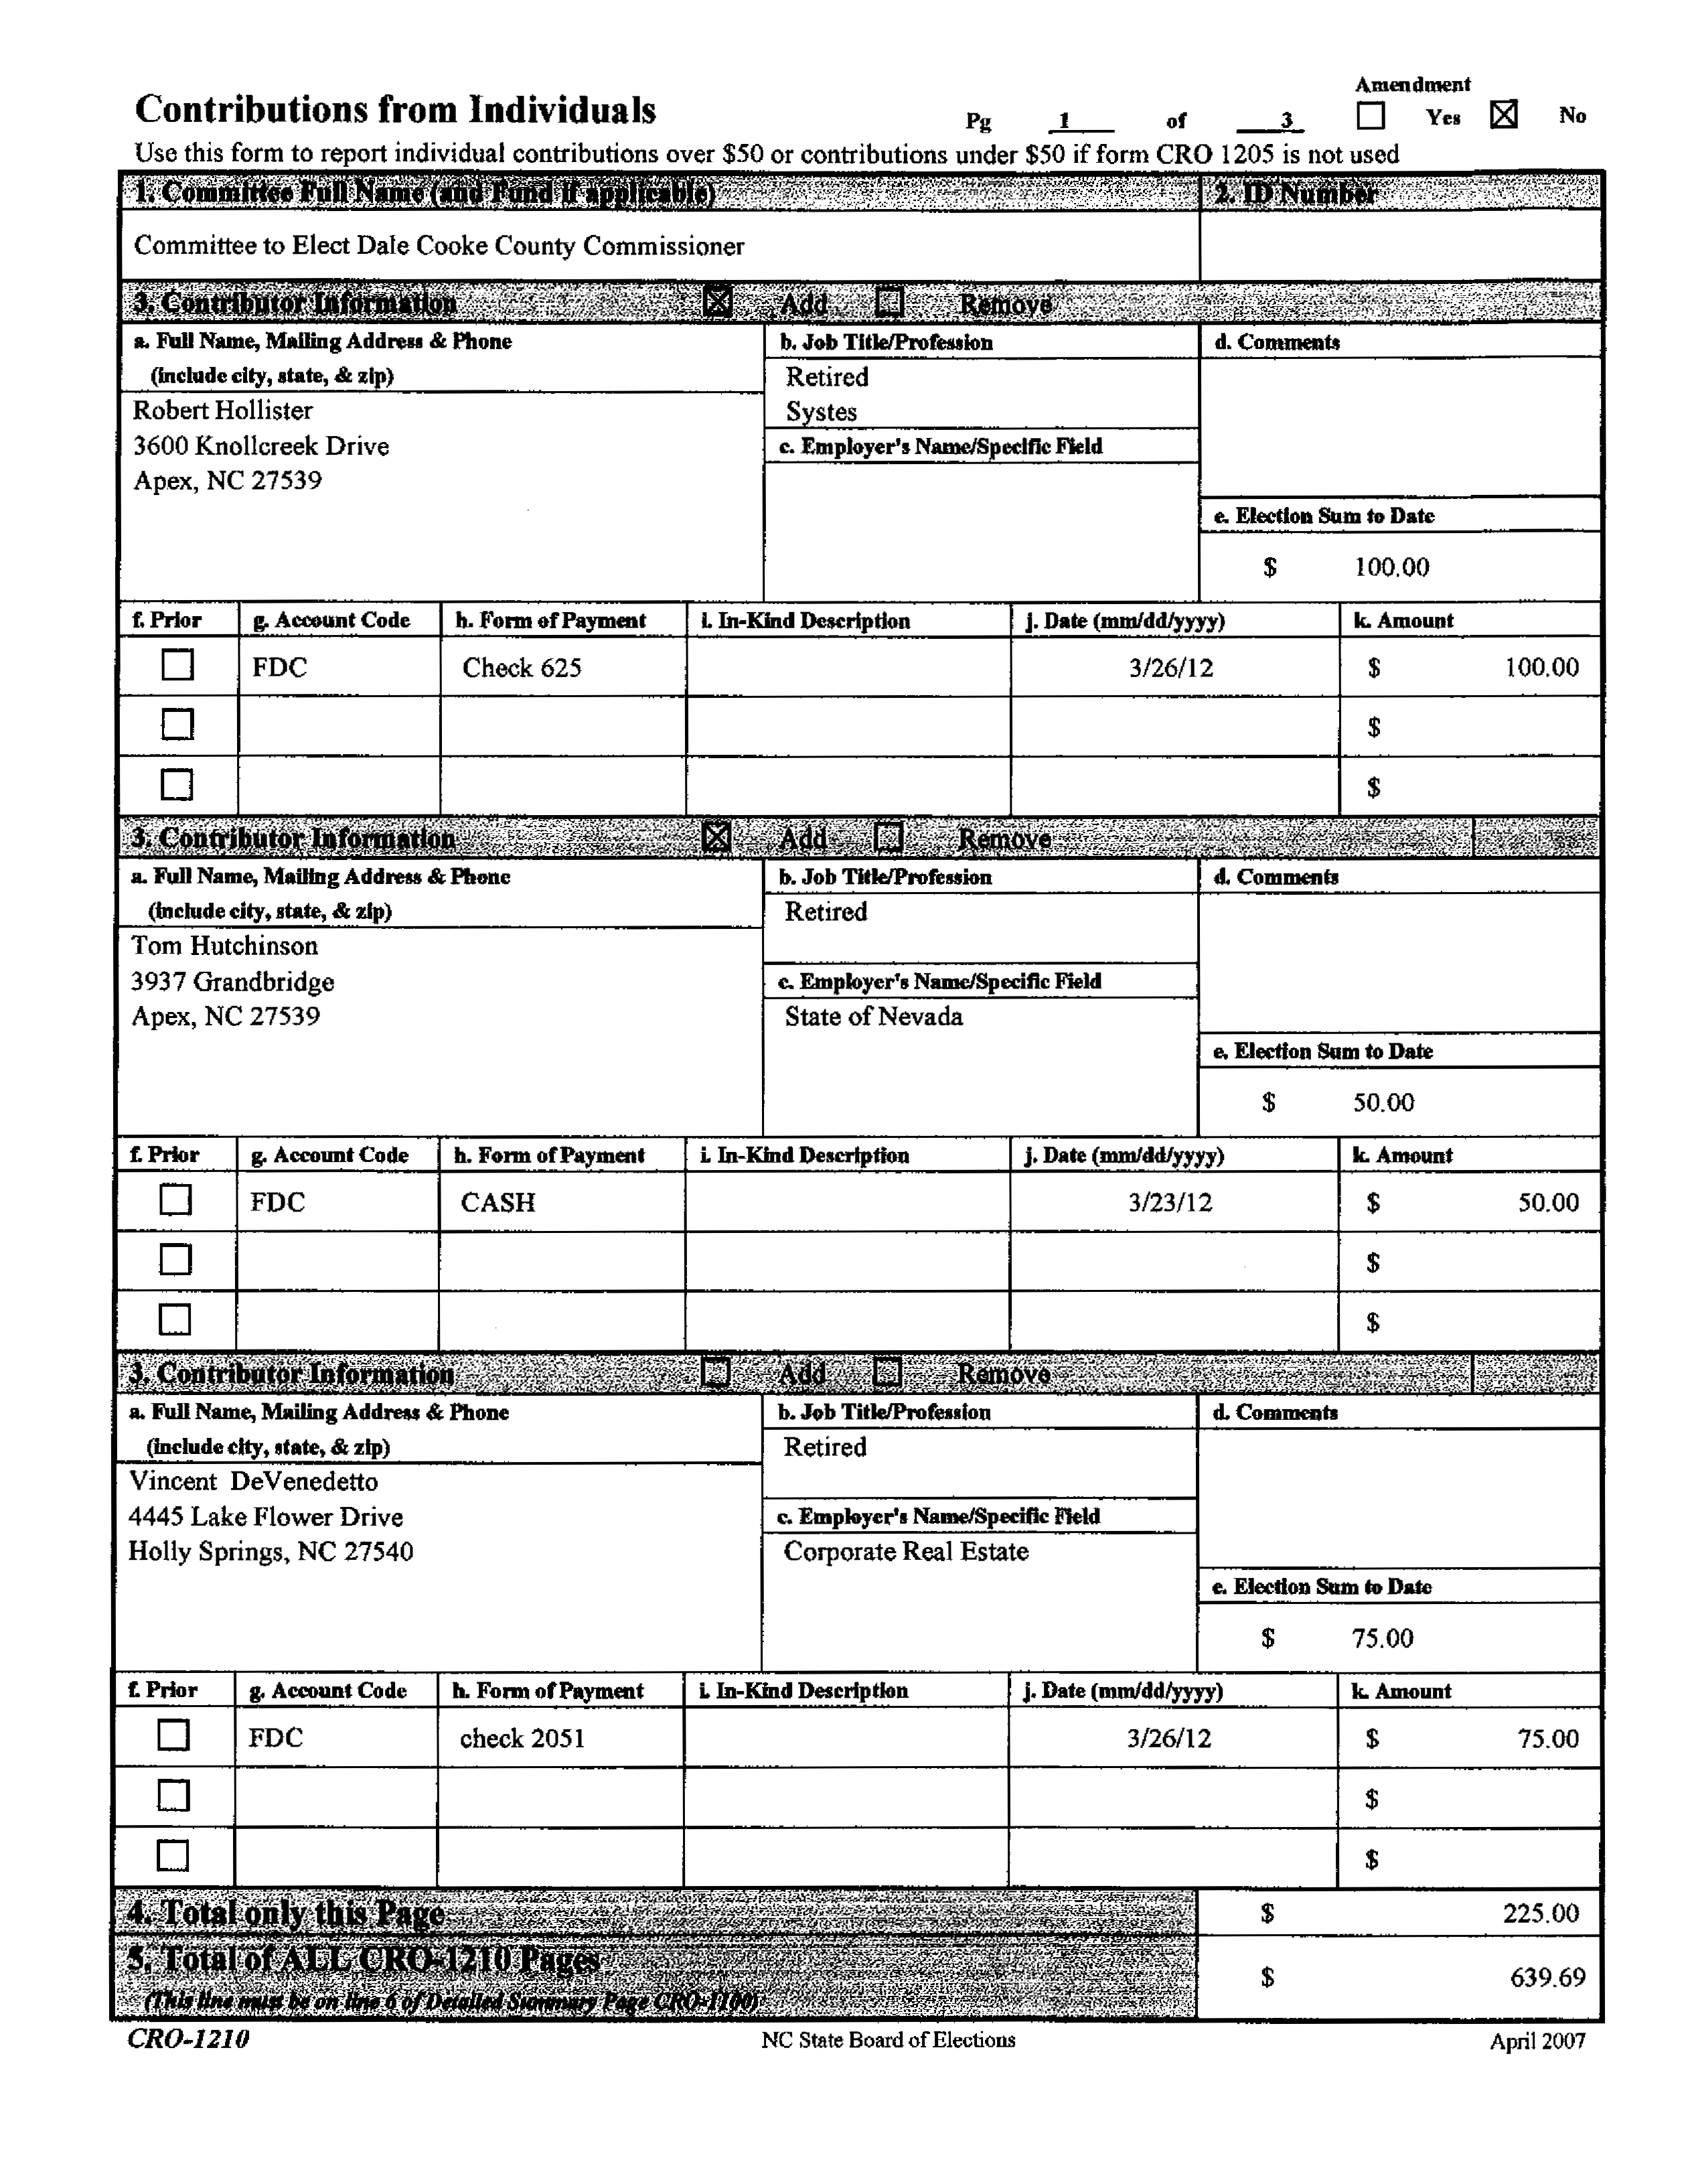 Amendment
Contributions from Individuals Pg 1 of 3 Yes No
Use this form to report individual contributions over $50 or contributions under $50 if form CRO 1205 is not used
1. Committee Full Name (and Fund if applicable) 2. ID Number
Committee to Elect Dale Cooke County Commissioner
3. Contributor Information Add Remove
a. Full Name, Mailing Address & Phone b. Job Title/Profession d. Comments
(include city, state, & zip) Retired
Robert Hollister Systes
3600 Knollcreek Drive c. Employer's Name/Specific Field
Apex, NC 27539
e. Election Sum to Date
$ 100.00
f. Prior g. Account Code h. Form of Payment i. In-Kind Description j. Date (mm/dd/yyyy) k. Amount
FDC Check 625 3/26/12 $ 100.00
$
$
3. Contributor Information Add Remove
a. Full Name, Mailing Address & Phone b. Job Title/Profession d. Comments
(include city, state, & zip) Retired
Tom Hutchinson
3937 Grandbridge c. Employer's Name/Specific Field
Apex, NC 27539 State of Nevada
e. Election Sum to Date
$ 50.00
f. Prior g. Account Code h. Form of Payment i. In-Kind Description j. Date (mm/dd/yyyy) k. Amount
FDC CASH 3/23/12 $ 50.00
$
$
3. Contributor Information Add Remove
a. Full Name, Mailing Address & Phone b. Job Title/Profession d. Comments
(include city, state, & zip) Retired
Vincent DeVenedetto
4445 Lake Flower Drive c. Employer's Name/Specific Field
Holly Springs, NC 27540 Corporate Real Estate
e. Election Sum to Date
$ 75.00
f. Prior g. Account Code h. Form of Payment i. In-Kind Description j. Date (mm/dd/yyyy) k. Amount
FDC check 2051 3/26/12 $ 75.00
$
$
4. Total only this Page $ 225.00
5. Total of ALL CRO-1210 Pages $ 639.69
(This line must be on line 6 of Detailed Summary Page CRO-1100)
CRO-1210 NC State Board of Elections April 2007